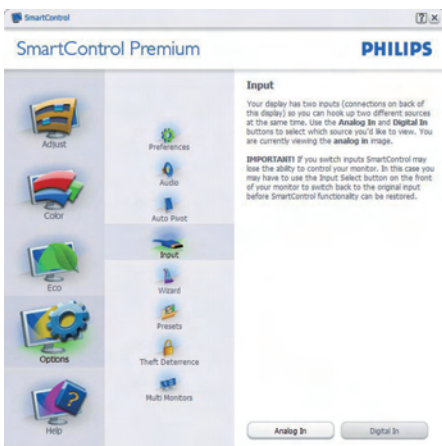 SmartControl
SmartControl Premium
PHILIPS
Adjust
Color
Eco
Options
Help
Preferences
Audio
Auto Pivot
Input
Wizard
Presets
Theft Deterrence
Multi Monitors
Input
Your display has two inputs (connections on back of
this display) so you can hook up two different sources
at the same time. Use the Analog In and Digital In
buttons to select which source you'd like to view. You
are currently viewing the analog in image.
IMPORTANT! If you switch inputs SmartControl may
lose the ability to control your monitor. In this case you
may have to use the Input Select button on the front
of your monitor to switch back to the original input
before SmartControl functionality can be restored.
Analog In
Digital In